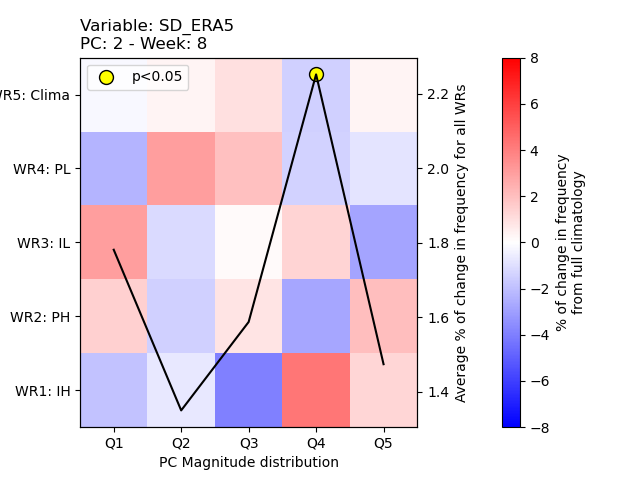 Variable: SD_ERA5
PC: 2 - Week: 8
p<0.05
WR5: Clima
WR4: PL
WR3: IL
WR2: PH
WR1: IH
Q1 Q2 Q3 Q4 Q5
PC Magnitude distribution
2.2
2.0
1.8
1.6
1.4
Average % of change in frequency for all WRs
8
6
4
2
0
−2
−4
−6
−8
% of change in frequency
from full climatology